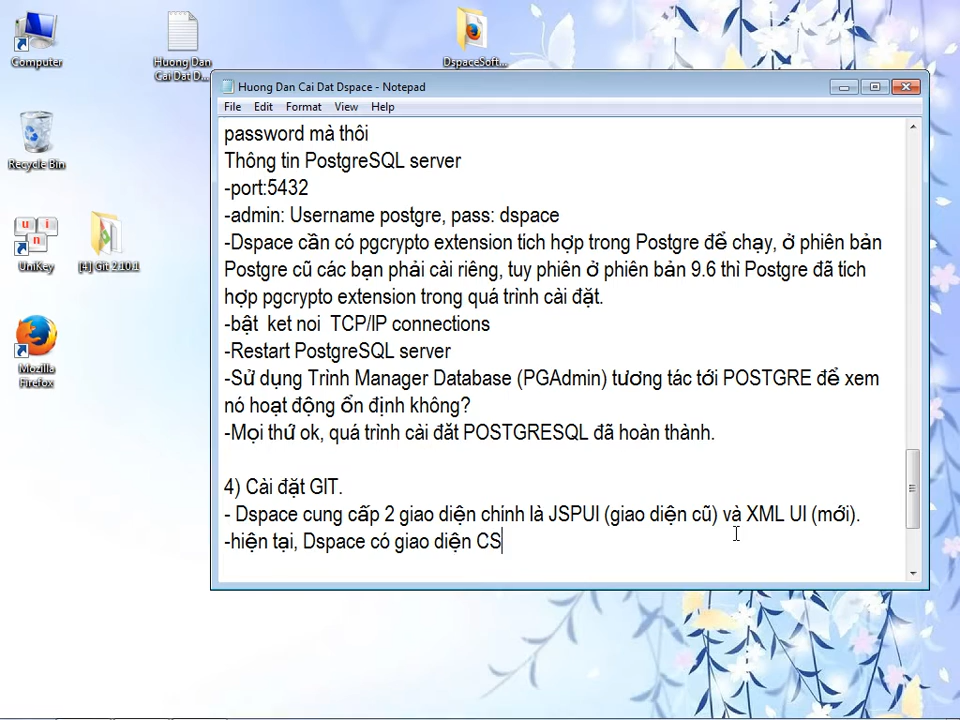 Computer
Huong Dan
Cai Dat D...
DspaceSoft...
Recycle Bin
UniKey
[4] Git 2.10.1
Mozilla
Firefox
Huong Dan Cai Dat Dspace - Notepad
File Edit Format View Help
password mà thôi
Thông tin PostgreSQL server
-port:5432
-admin: Username postgre, pass: dspace
-Dspace cần có pgcrypto extension tích hợp trong Postgre để chạy, ở phiên bản
Postgre cũ các bạn phải cài riêng, tuy phiên ở phiên bản 9.6 thì Postgre đã tích
hợp pgcrypto extension trong quá trình cài đặt.
-bật ket noi TCP/IP connections
-Restart PostgreSQL server
-Sử dụng Trình Manager Database (PGAdmin) tương tác tới POSTGRE để xem
nó hoạt động ổn định không?
-Mọi thứ ok, quá trình cài đăt POSTGRESQL đã hoàn thành.
4) Cài đặt GIT.
- Dspace cung cấp 2 giao diện chính là JSPUI (giao diện cũ) và XML UI (mới).
-hiện tại, Dspace có giao diện CS